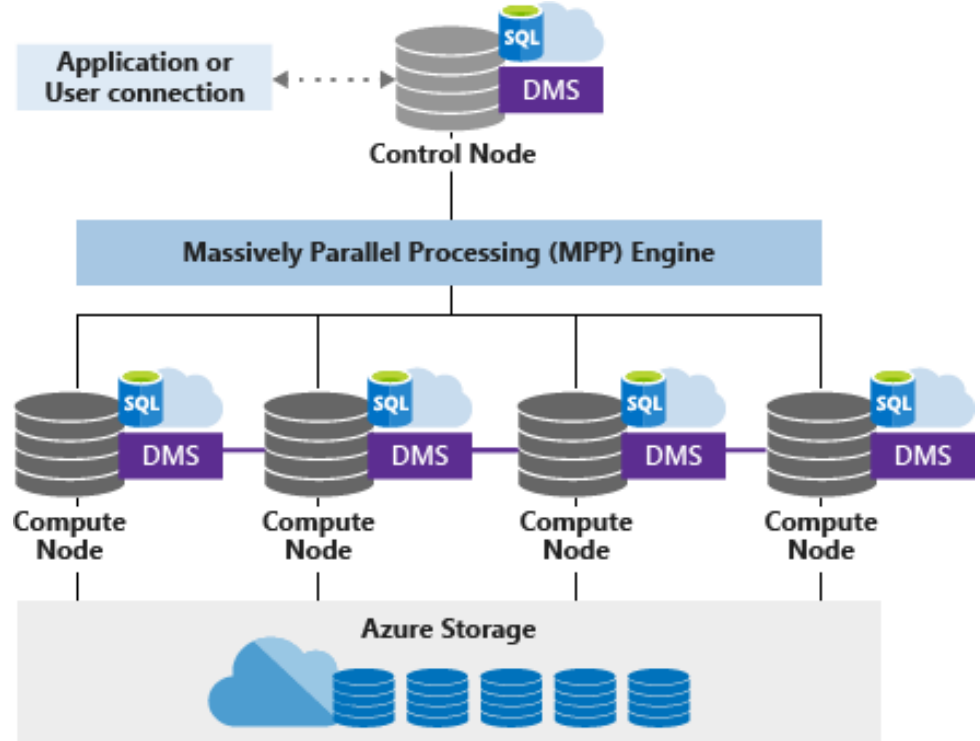 SQL
Application or
User connection
DMS
Control Node
Massively Parallel Processing (MPP) Engine
SQL
DMS
SQL
DMS
SQL
DMS
SQL
DMS
Compute
Node
Compute
Node
Compute
Node
Compute
Node
Azure Storage